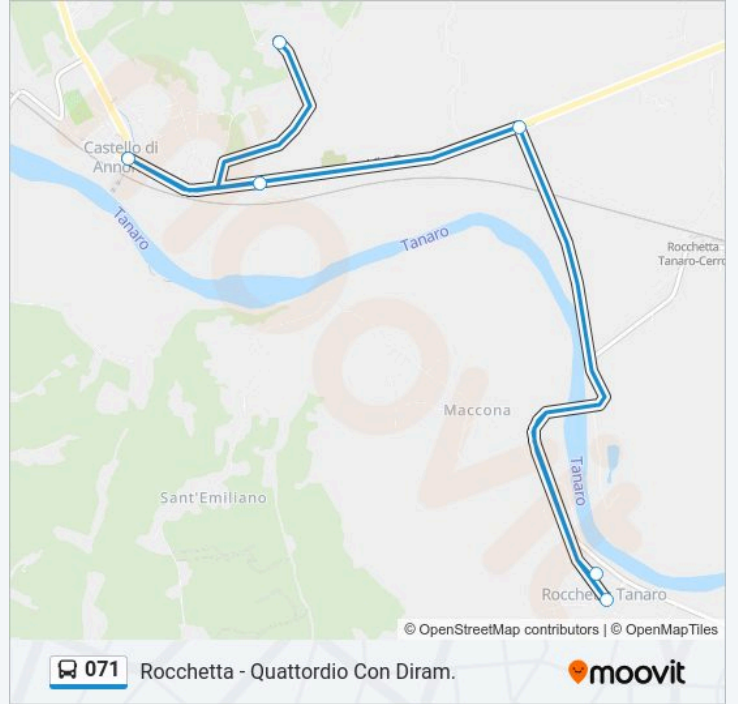 Castello di
Anno
Tanaro
Tanaro
Rocchetta
Tanaro-Cerro
Maccona
Tanaro
Sant'Emiliano
Rocchetta Tanaro
© OpenStreetMap contributors | © OpenMapTiles
071
Rocchetta - Quattordio Con Diram.
moovit